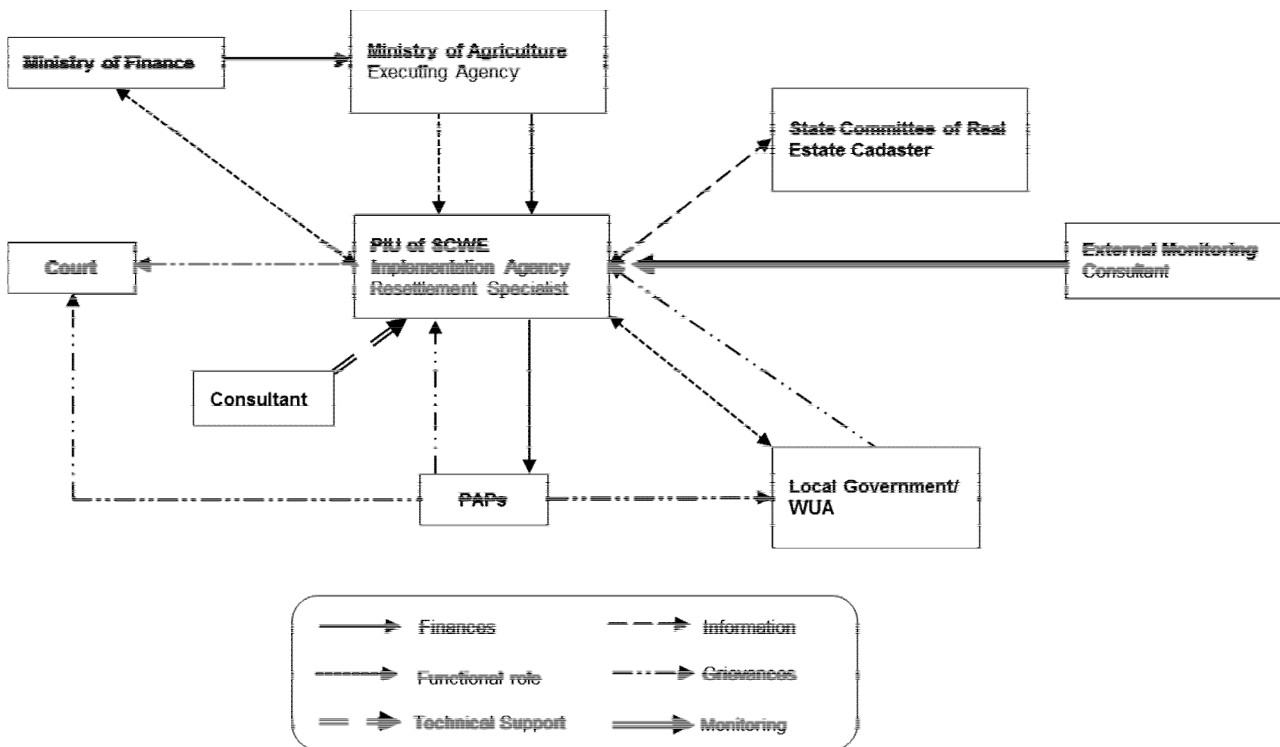 Ministry of Finance
Ministry of Agriculture
Executing Agency
State Committee of Real
Estate Cadaster
PIU of SCWE
Implementation Agency
Resettlement Specialist
Court
External Monitoring
Consultant
Consultant
PAPs
Local Government/
WUA
Finances
Information
Functional role
Grievances
Technical Support
Monitoring